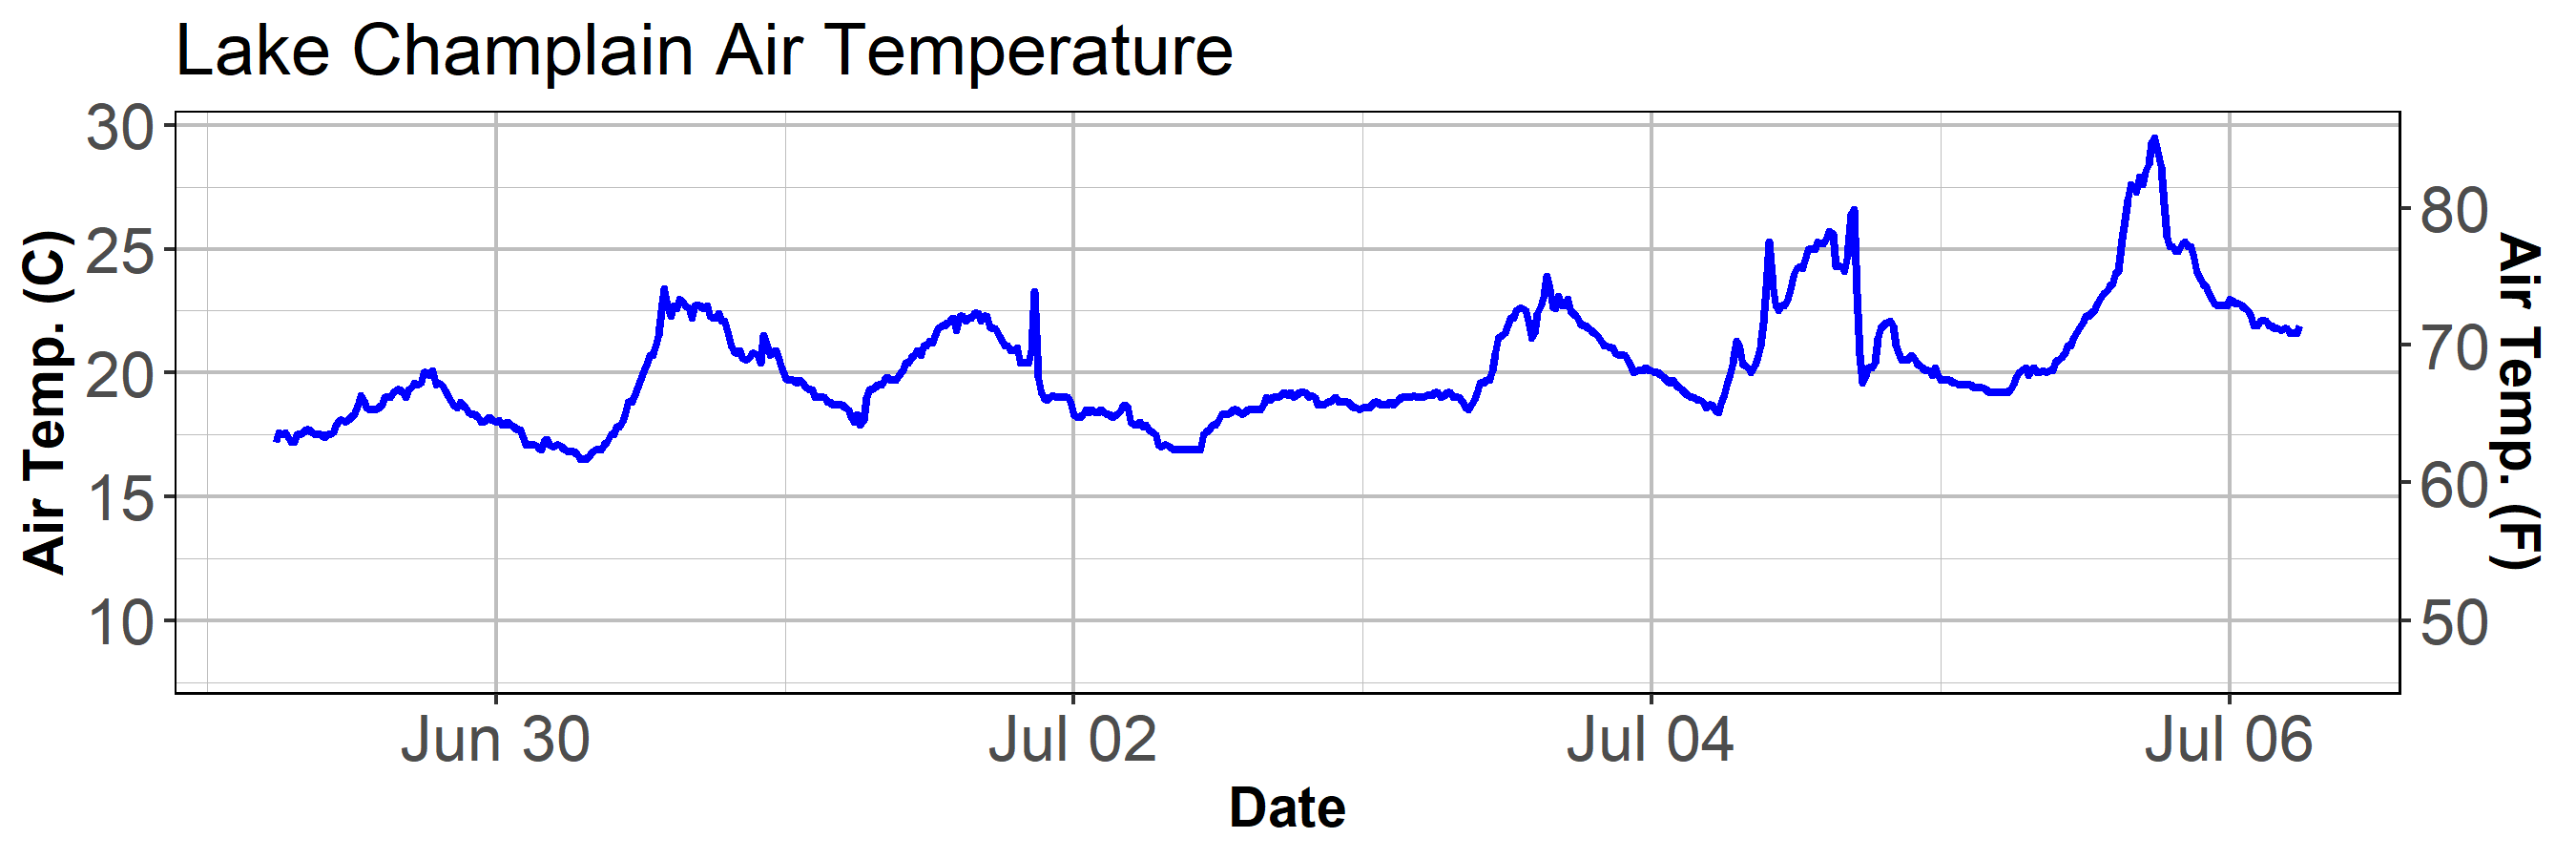 Lake Champlain Air Temperature
Air Temp. (C)
30
25
20
15
10
80
70
60
50
Air Temp. (F)
Jun 30
Jul 02
Jul 04
Jul 06
Date